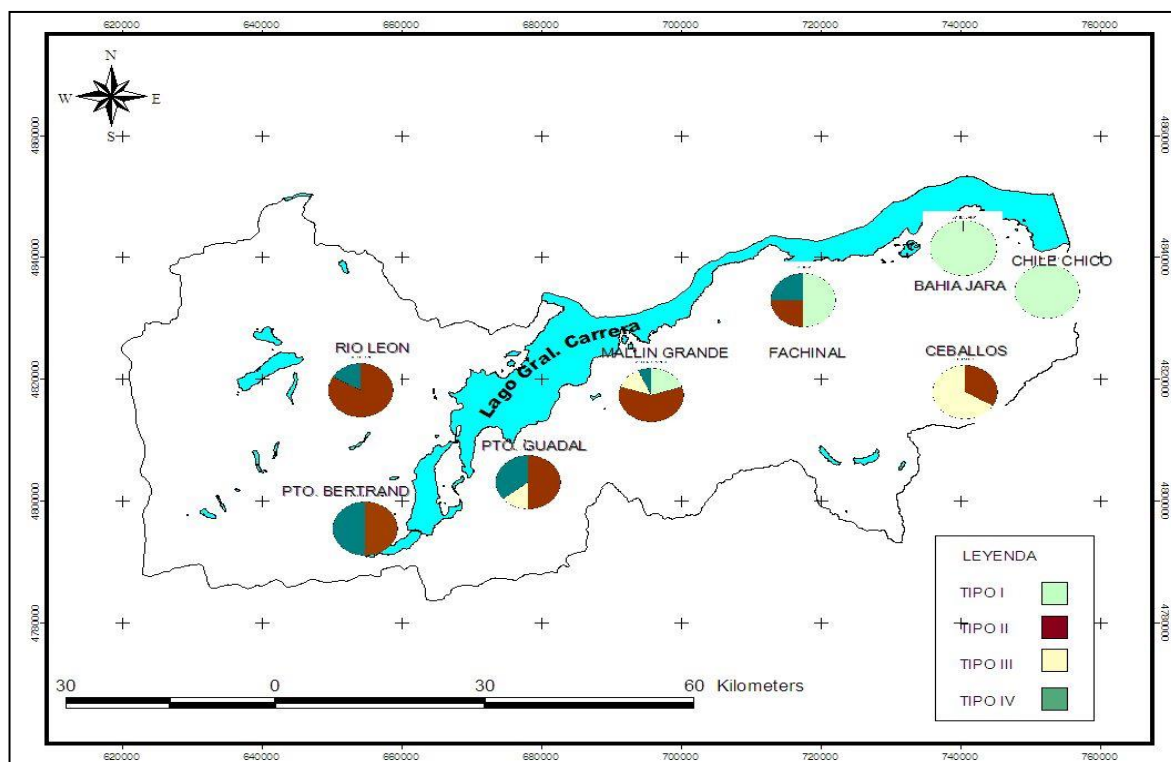 620000 640000 660000 680000 700000 720000 740000 760000
N
W E
S
4860000
4840000
CHILE CHICO
BAHIA JARA
RIO LEON
MALLIN GRANDE
FACHINAL
CEBALLOS
Lago Gral. Carrera
4820000
PTO. GUADAL
PTO. BERTRAND
4800000
LEYENDA
TIPO I
TIPO II
TIPO III
TIPO IV
4780000
30 0 30 60 Kilometers
620000 640000 660000 680000 700000 720000 740000 760000